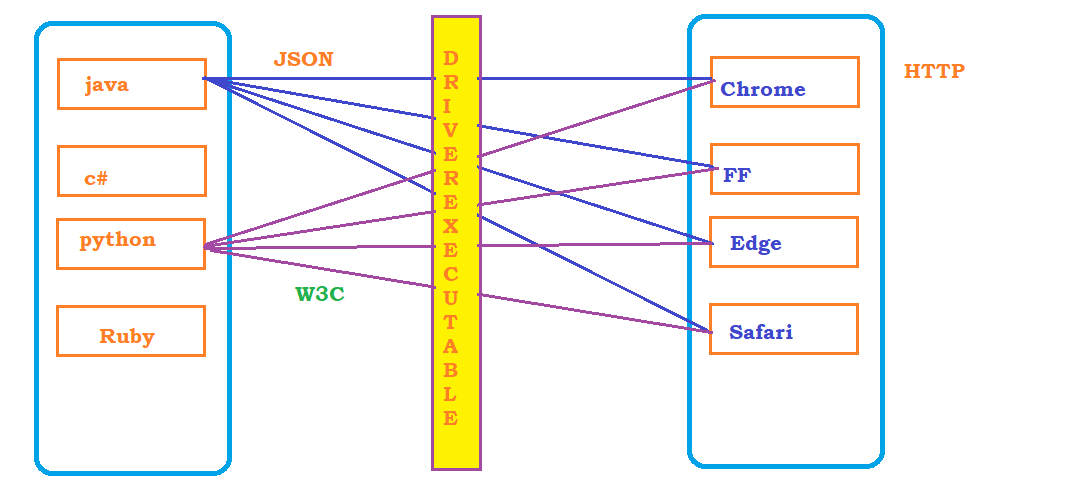 java
c#
python
Ruby
JSON
W3C
DRIVEREXECUTABLE
Chrome
FF
Edge
Safari
HTTP